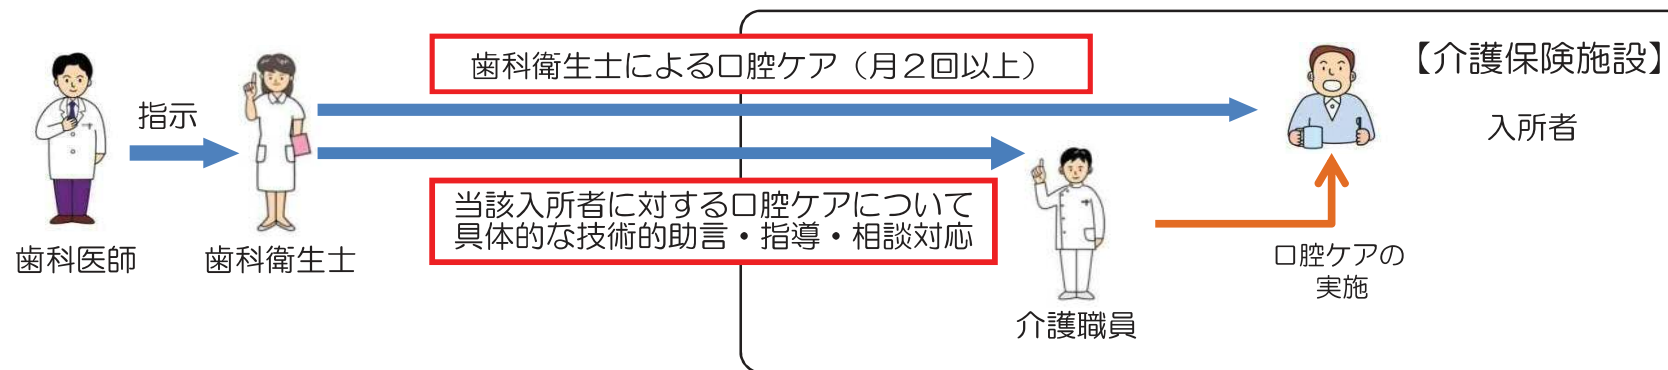 歯科衛生士による口腔ケア（月２回以上）
【介護保険施設】
指示
入所者
当該入所者に対する口腔ケアについて
具体的な技術的助言・指導・相談対応
歯科医師
歯科衛生士
口腔ケアの
実施
介護職員